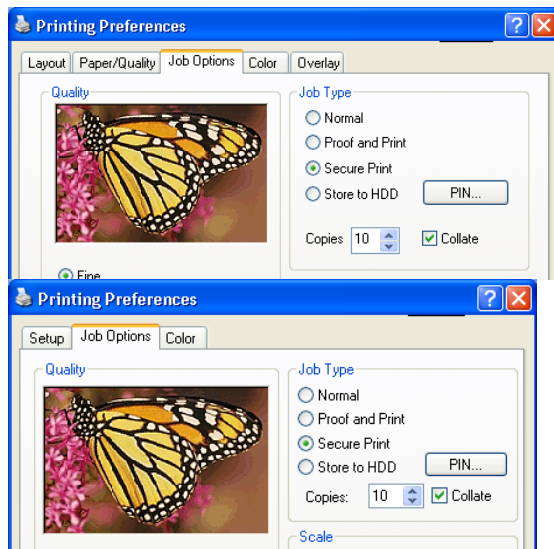 Printing Preferences
Layout Paper/Quality Job Options Color Overlay
Quality
Job Type
Normal
Proof and Print
Secure Print
Store to HDD PIN...
Copies 10 Collate
Fine
Printing Preferences
Setup Job Options Color
Quality
Job Type
Normal
Proof and Print
Secure Print
Store to HDD PIN...
Copies: 10 Collate
Scale